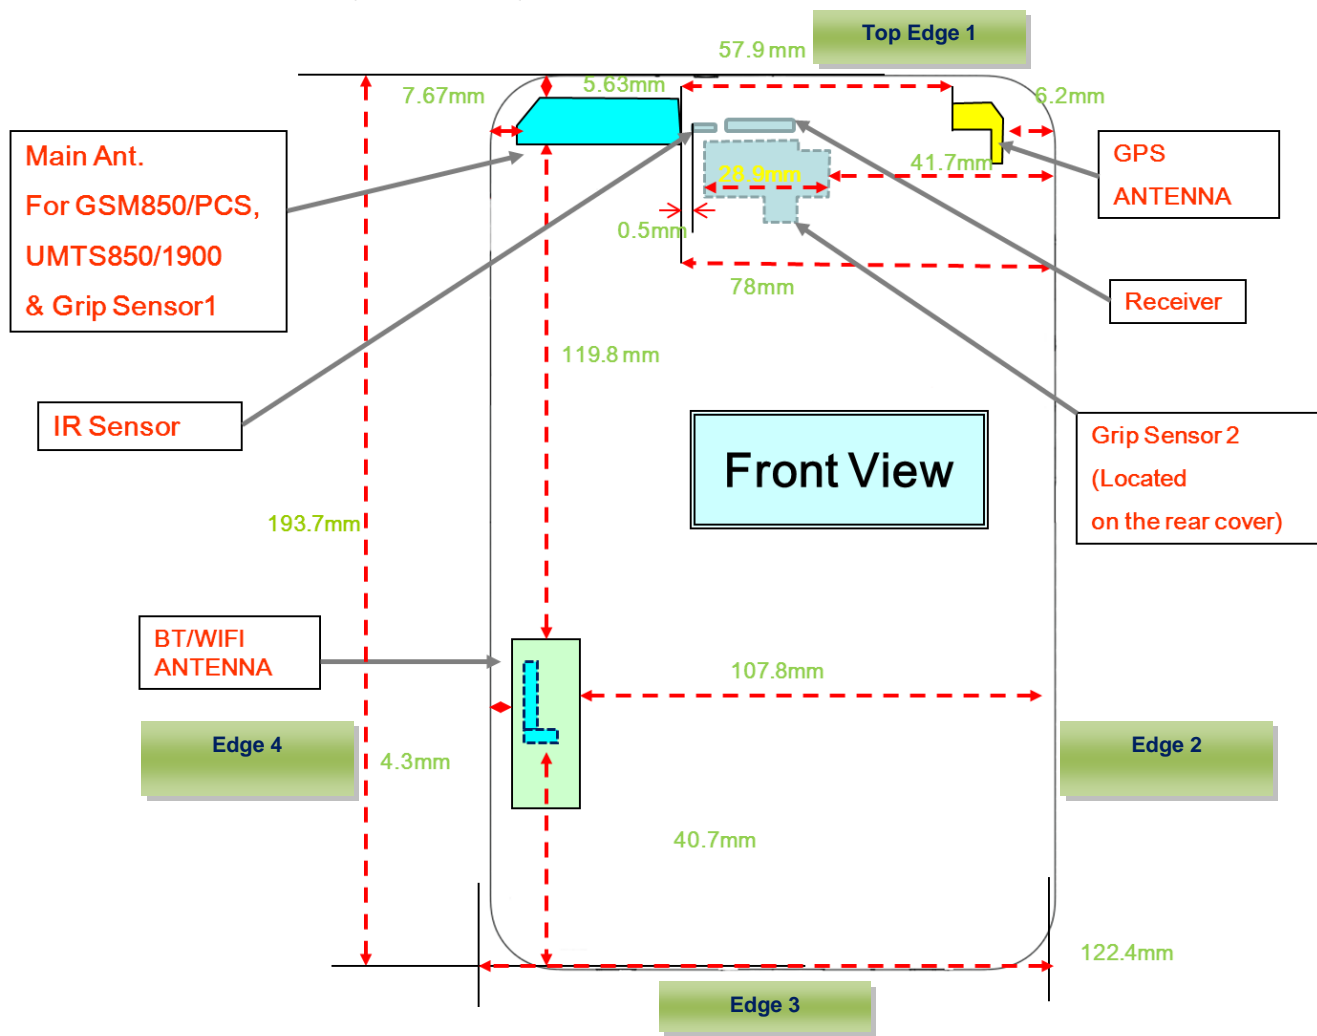 Top Edge 1
57.9 mm
5.63mm
7.67mm
6.2mm
Main Ant.
For GSM850/PCS,
UMTS850/1900
& Grip Sensor1
GPS
ANTENNA
41.7mm
28.9mm
0.5mm
78mm
Receiver
119.8 mm
IR Sensor
Grip Sensor 2
(Located
on the rear cover)
Front View
193.7mm
BT/WIFI
ANTENNA
107.8mm
Edge 4
Edge 2
4.3mm
40.7mm
122.4mm
Edge 3